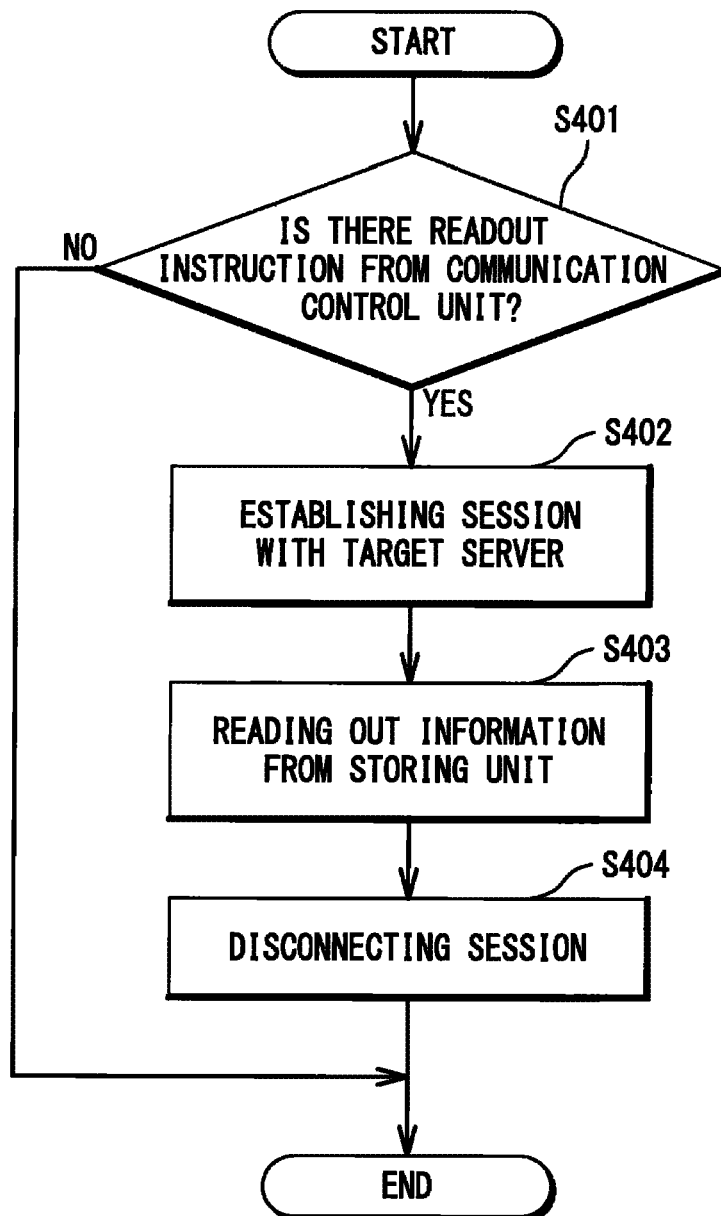 START
S401
IS THERE READOUT
INSTRUCTION FROM COMMUNICATION
CONTROL UNIT?
NO
YES
S402
ESTABLISHING SESSION
WITH TARGET SERVER
S403
READING OUT INFORMATION
FROM STORING UNIT
S404
DISCONNECTING SESSION
END